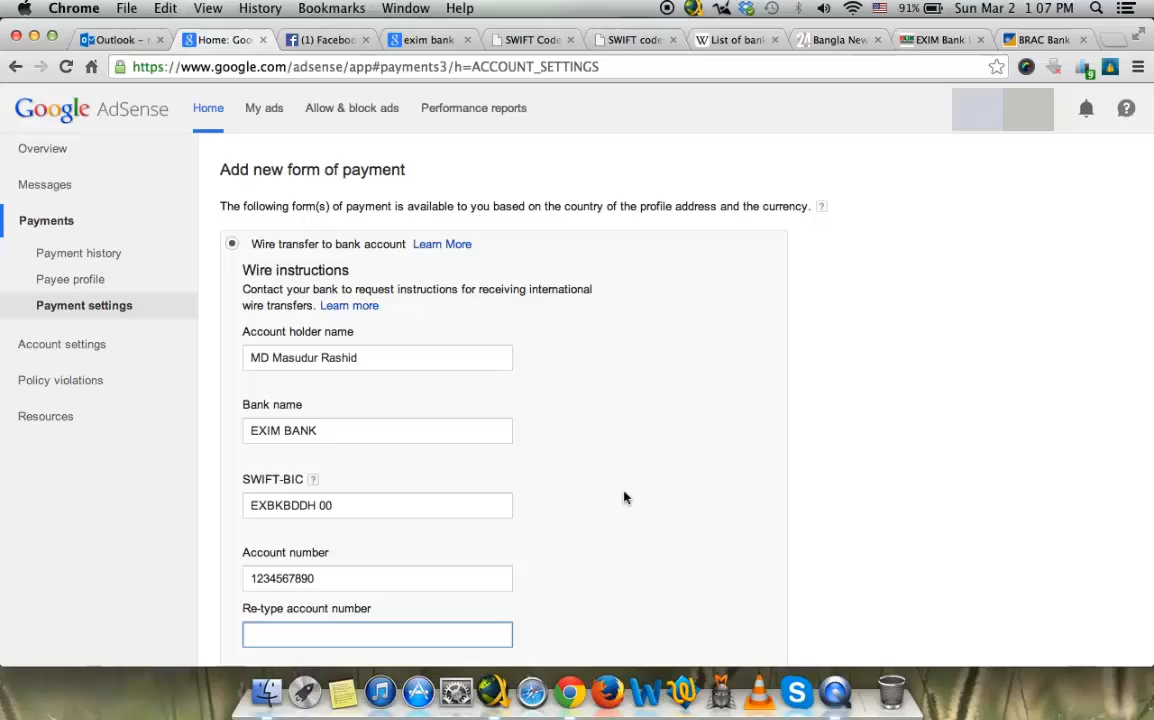 Chrome File Edit View History Bookmarks Window Help 91% Sun Mar 2 1:07 PM
Outlook – Home: Goo (1) Faceboo exim bank SWIFT Code SWIFT code List of ban Bangla New EXIM Bank BRAC Bank
https://www.google.com/adsense/app#payments3/h=ACCOUNT_SETTINGS 9
Google AdSense Home My ads Allow & block ads Performance reports
Overview
Messages
Payments
Payment history
Payee profile
Payment settings
Account settings
Policy violations
Resources
Add new form of payment
The following form(s) of payment is available to you based on the country of the profile address and the currency. ?
Wire transfer to bank account Learn More
Wire instructions
Contact your bank to request instructions for receiving international
wire transfers. Learn more
Account holder name
MD Masudur Rashid
Bank name
EXIM BANK
SWIFT-BIC ?
EXBKBDDH 00
Account number
1234567890
Re-type account number